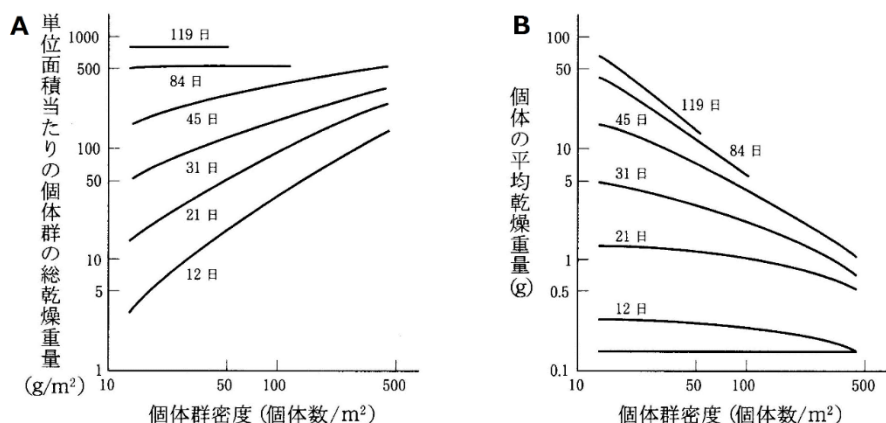 A
単位面積当たりの個体群の総乾燥重量
(g/m²)
1000
500
100
50
10
5
1
119 日
84 日
45 日
31 日
21 日
12 日
10
50
100
500
個体群密度 (個体数/m²)
B
個体の平均乾燥重量
(g)
100
50
10
5
1
0.5
0.1
119 日
84 日
45 日
31 日
21 日
12 日
10
50
100
500
個体群密度 (個体数/m²)